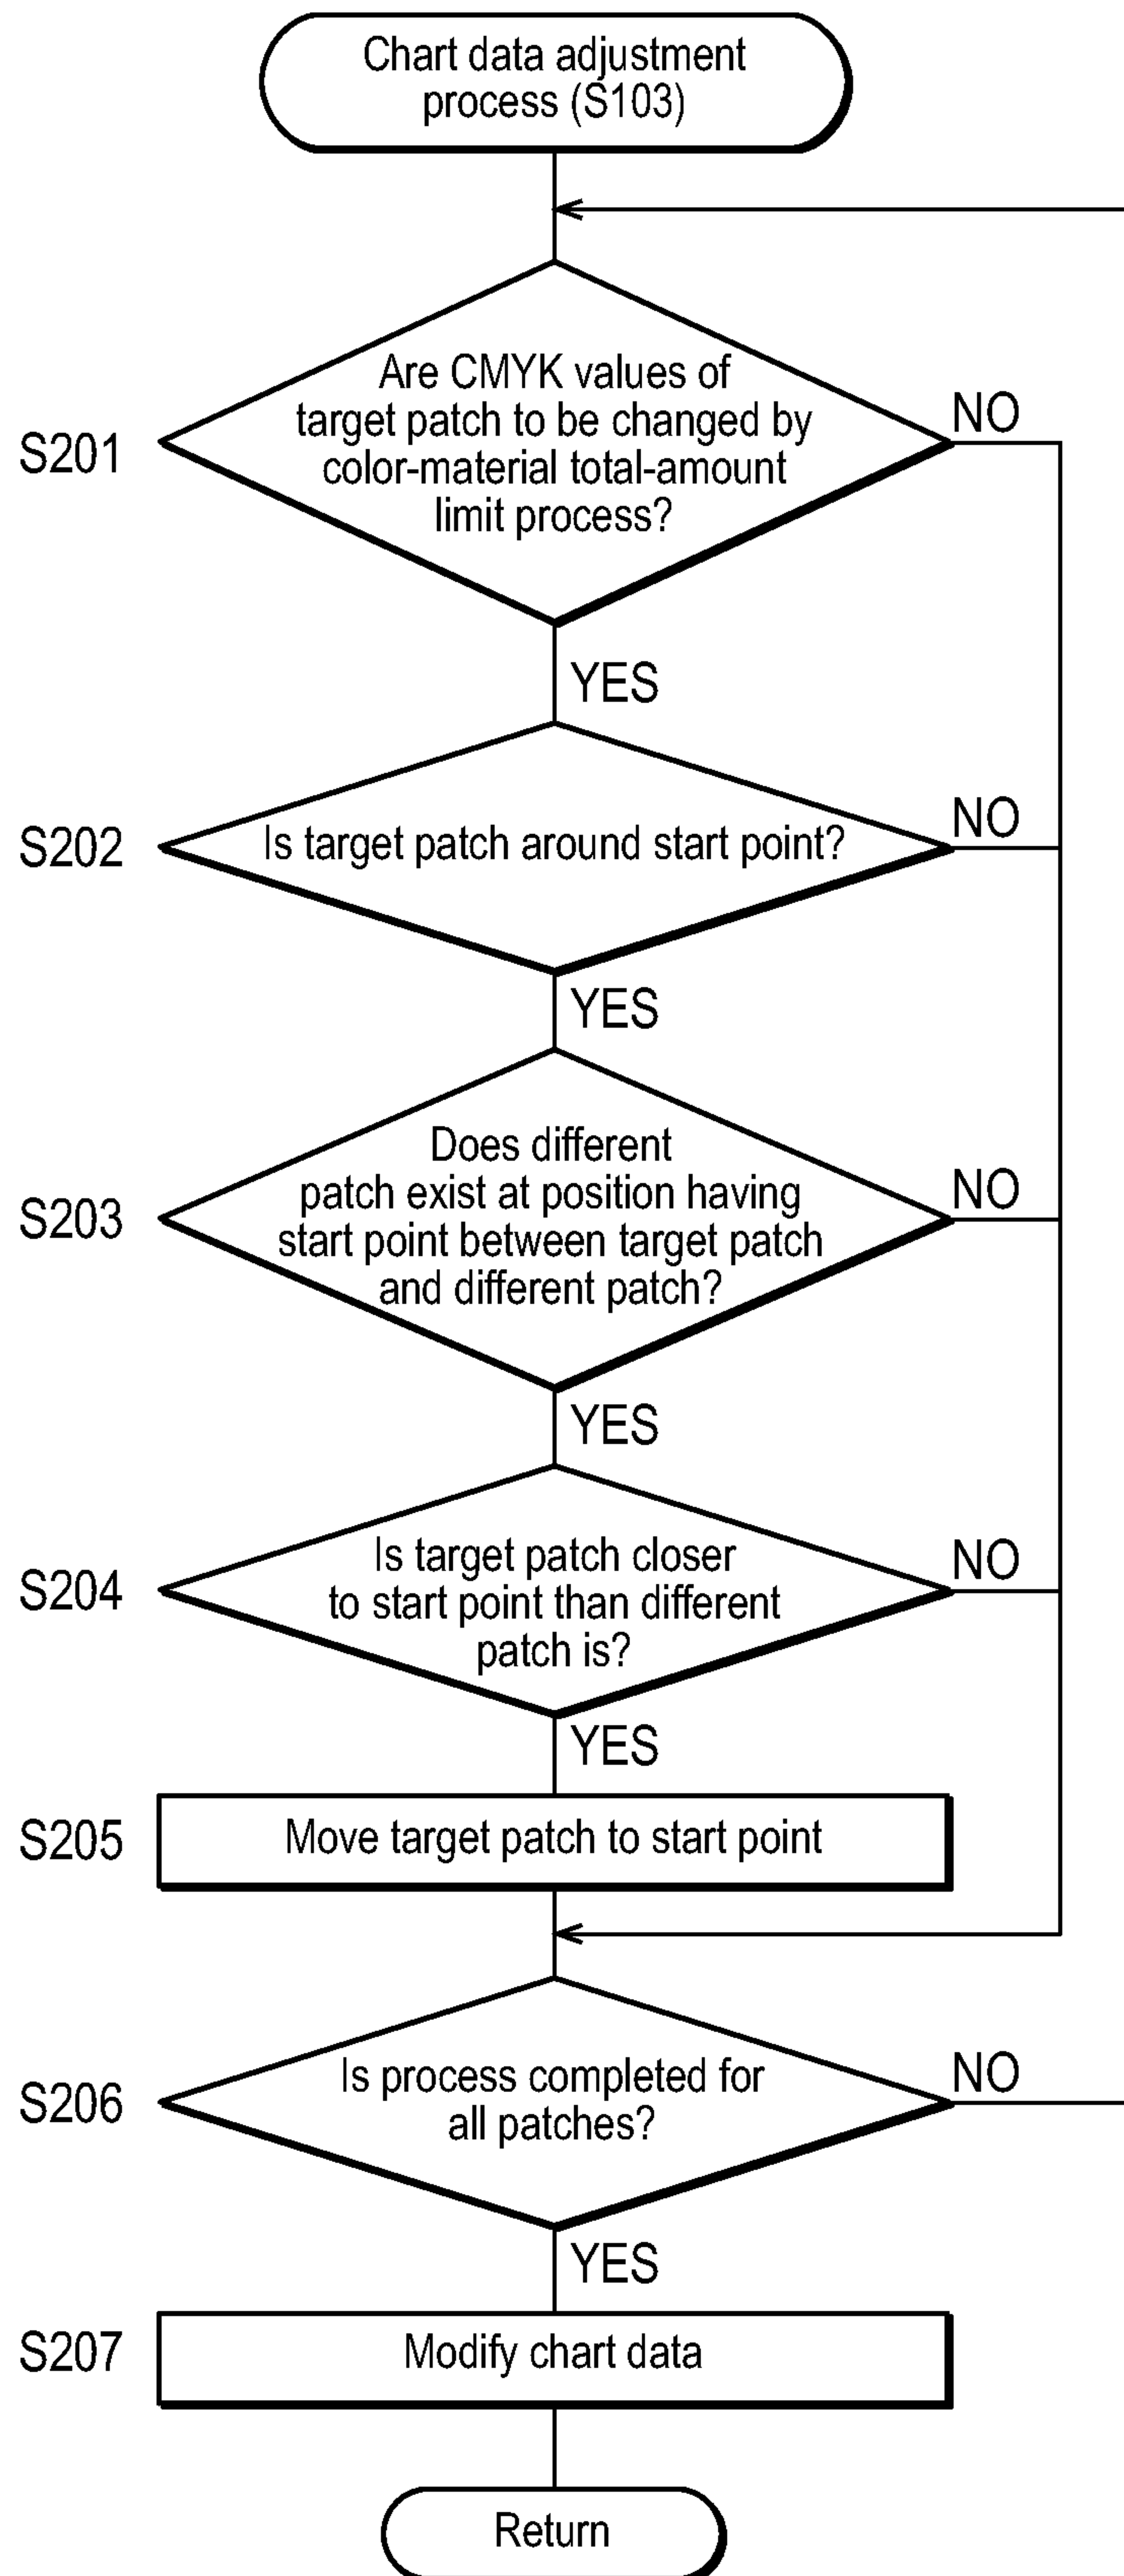 Chart data adjustment
process (S103)
S201
Are CMYK values of
target patch to be changed by
color-material total-amount
limit process?
NO
YES
S202
Is target patch around start point?
NO
YES
S203
Does different
patch exist at position having
start point between target patch
and different patch?
NO
YES
S204
Is target patch closer
to start point than different
patch is?
NO
YES
S205
Move target patch to start point
S206
Is process completed for
all patches?
NO
YES
S207
Modify chart data
Return